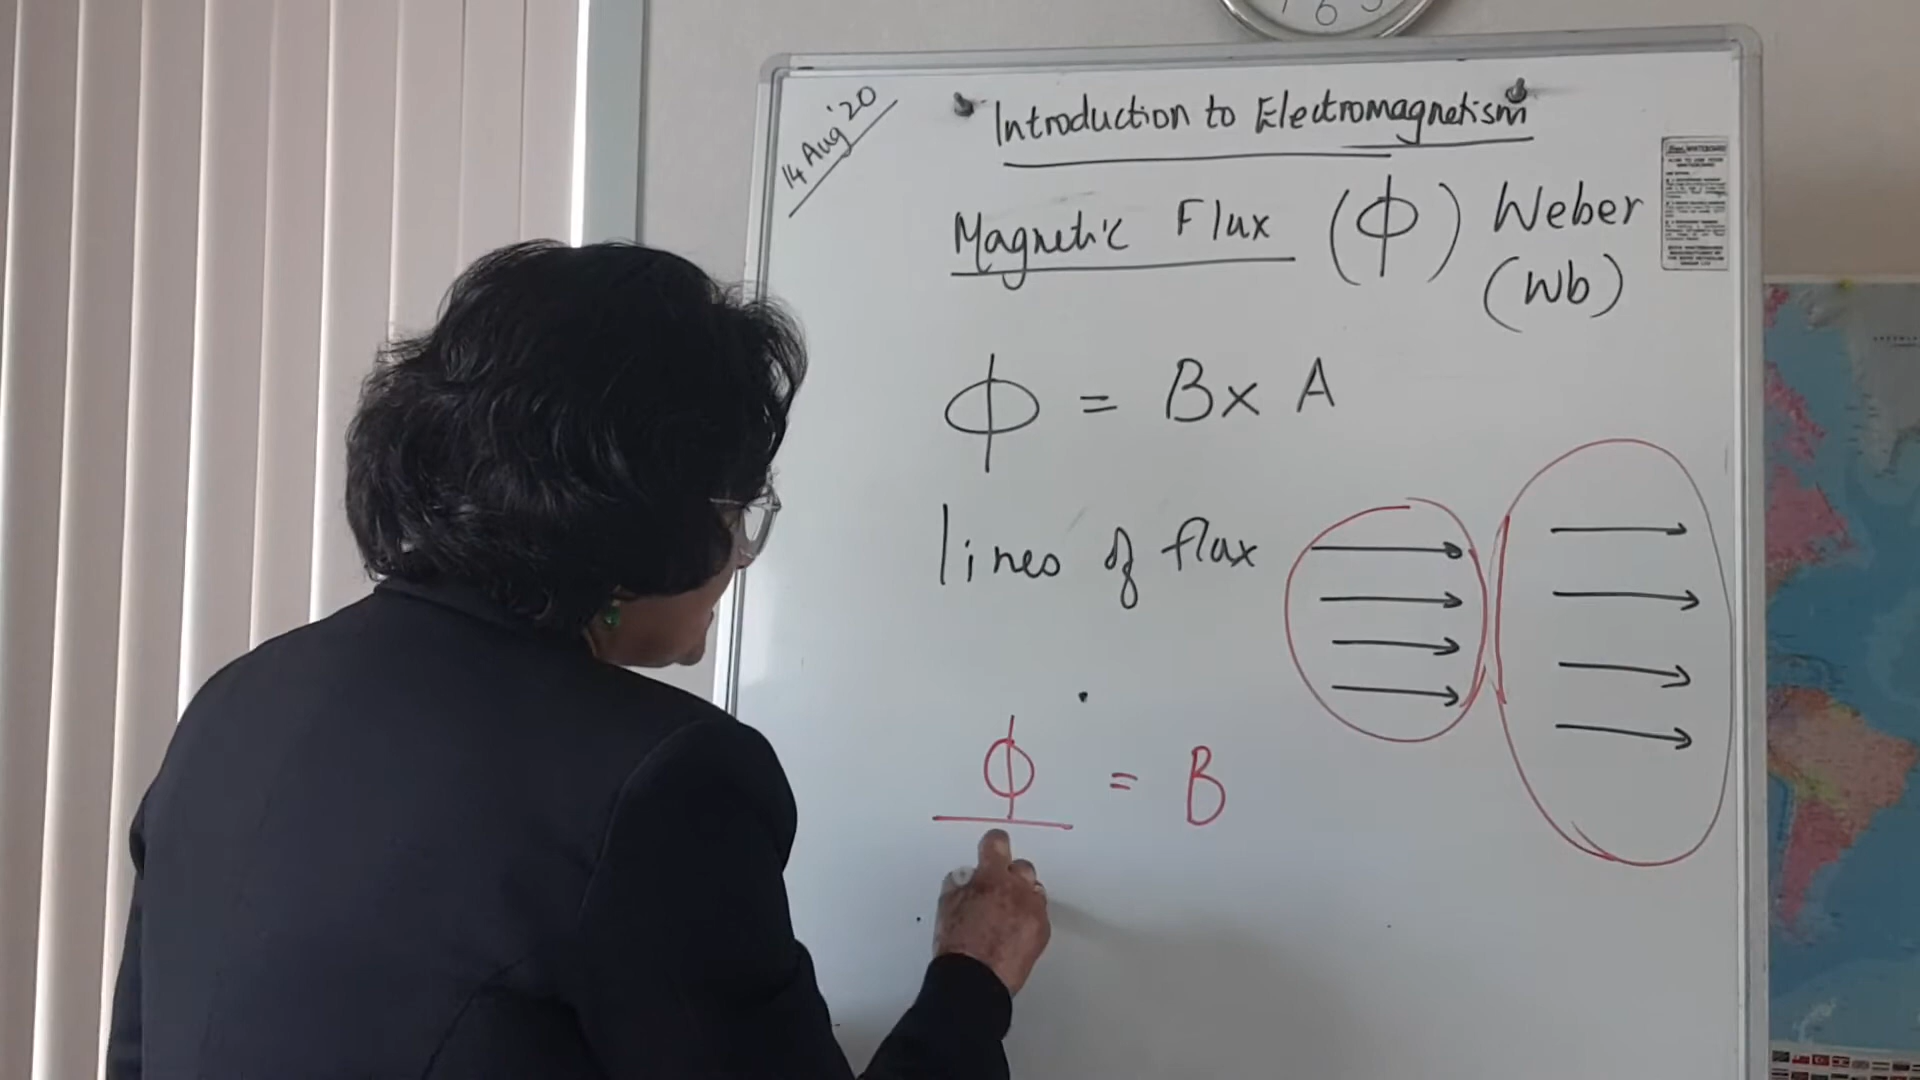 14 Aug '20
Introduction to Electromagnetism
Magnetic Flux (ϕ) Weber
(Wb)
ϕ = B x A
lines of flux
ϕ = B